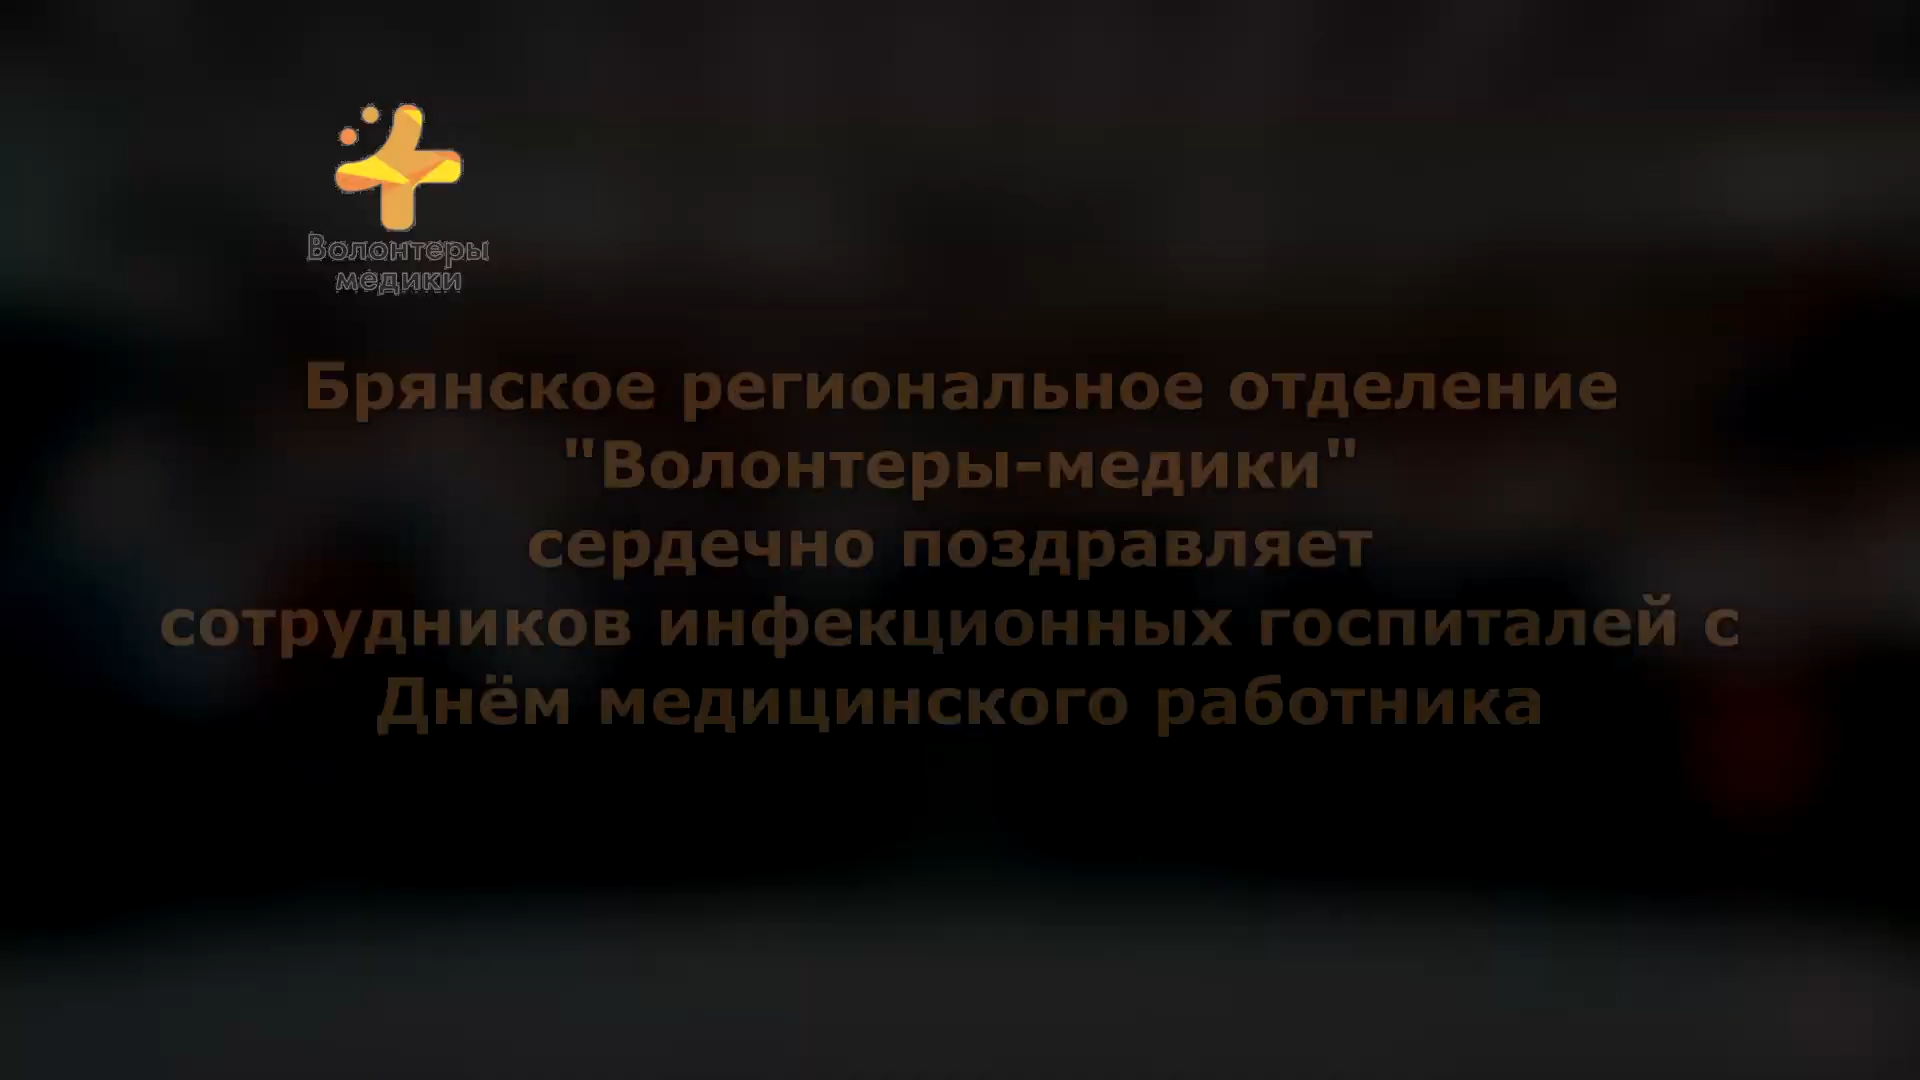 Волонтеры
медики
Брянское региональное отделение
"Волонтеры-медики"
сердечно поздравляет
сотрудников инфекционных госпиталей с
Днём медицинского работника